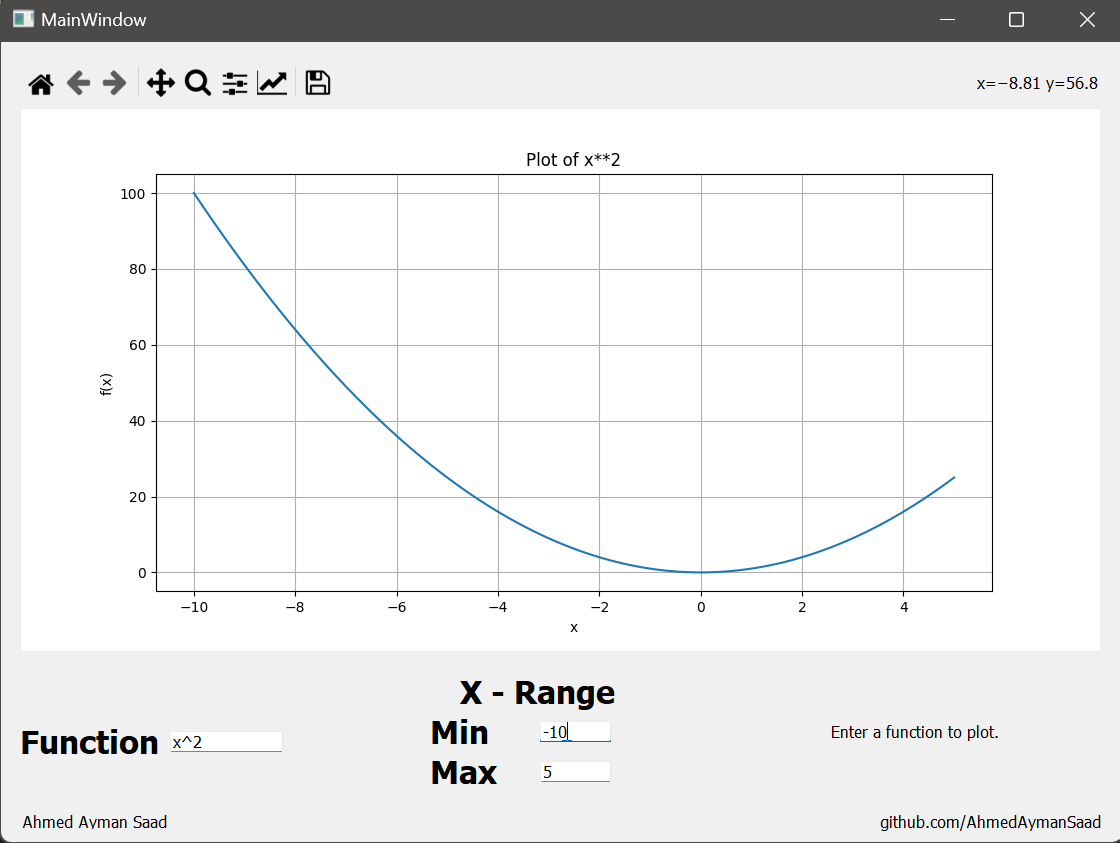 MainWindow
x=−8.81 y=56.8
Plot of x**2
100
80
60
40
20
0
f(x)
−10 −8 −6 −4 −2 0 2 4
x
X - Range
Function x^2
Min -10
Max 5
Enter a function to plot.
Ahmed Ayman Saad
github.com/AhmedAymanSaad